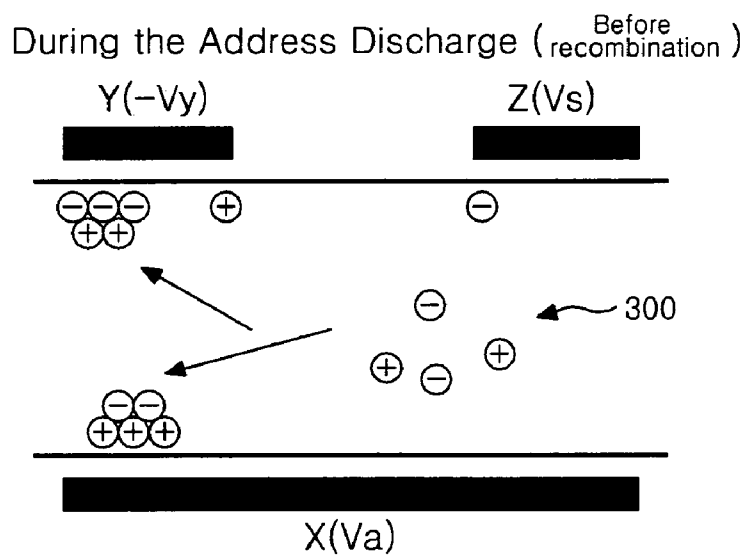 During the Address Discharge ( Before recombination )
Y(-Vy) Z(Vs)
300
X(Va)